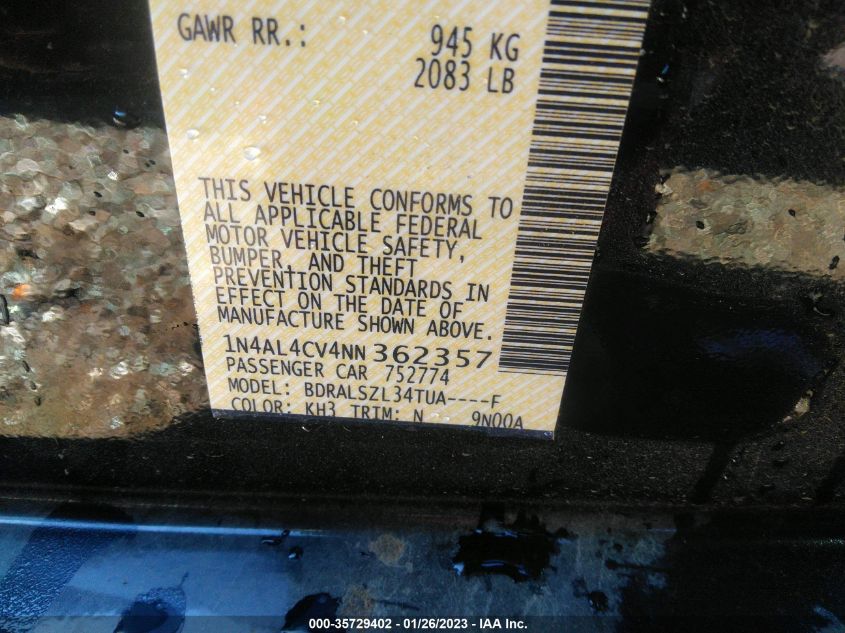 GAWR RR.: 945 KG
2083 LB
THIS VEHICLE CONFORMS TO
ALL APPLICABLE FEDERAL
MOTOR VEHICLE SAFETY,
BUMPER, AND THEFT
PREVENTION STANDARDS IN
EFFECT ON THE DATE OF
MANUFACTURE SHOWN ABOVE.
1N4AL4CV4NN362357
PASSENGER CAR 752774
MODEL: BDRALSZL34TUA----F
COLOR: KH3 TRIM: N 9N00A
000-35729402 - 01/26/2023 - IAA Inc.